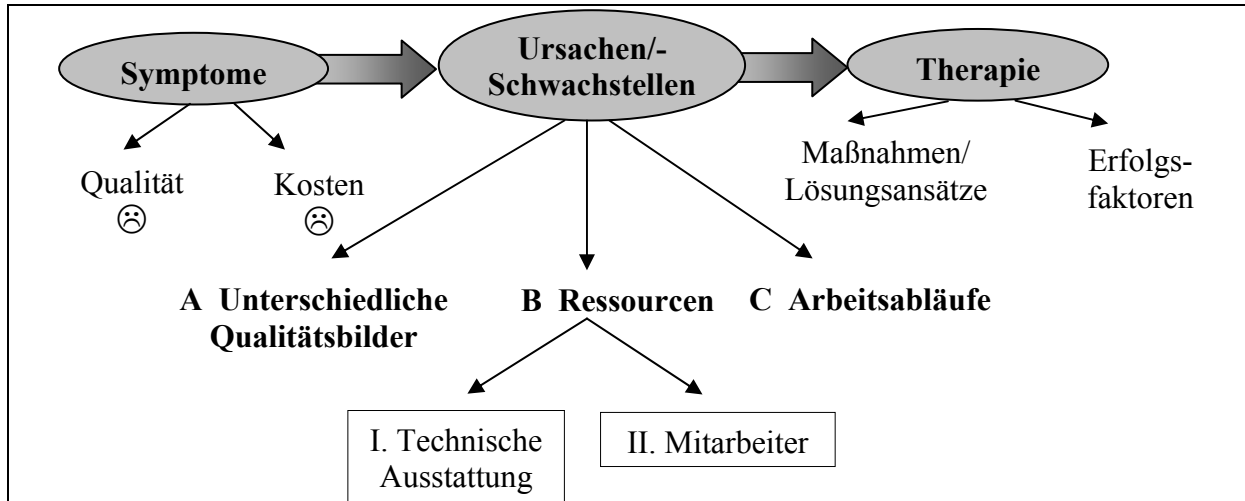 Symptome
Ursachen/-
Schwachstellen
Therapie
Qualität
Kosten
Maßnahmen/
Lösungsansätze
Erfolgs-
faktoren
A Unterschiedliche
Qualitätsbilder
B Ressourcen
C Arbeitsabläufe
I. Technische
Ausstattung
II. Mitarbeiter